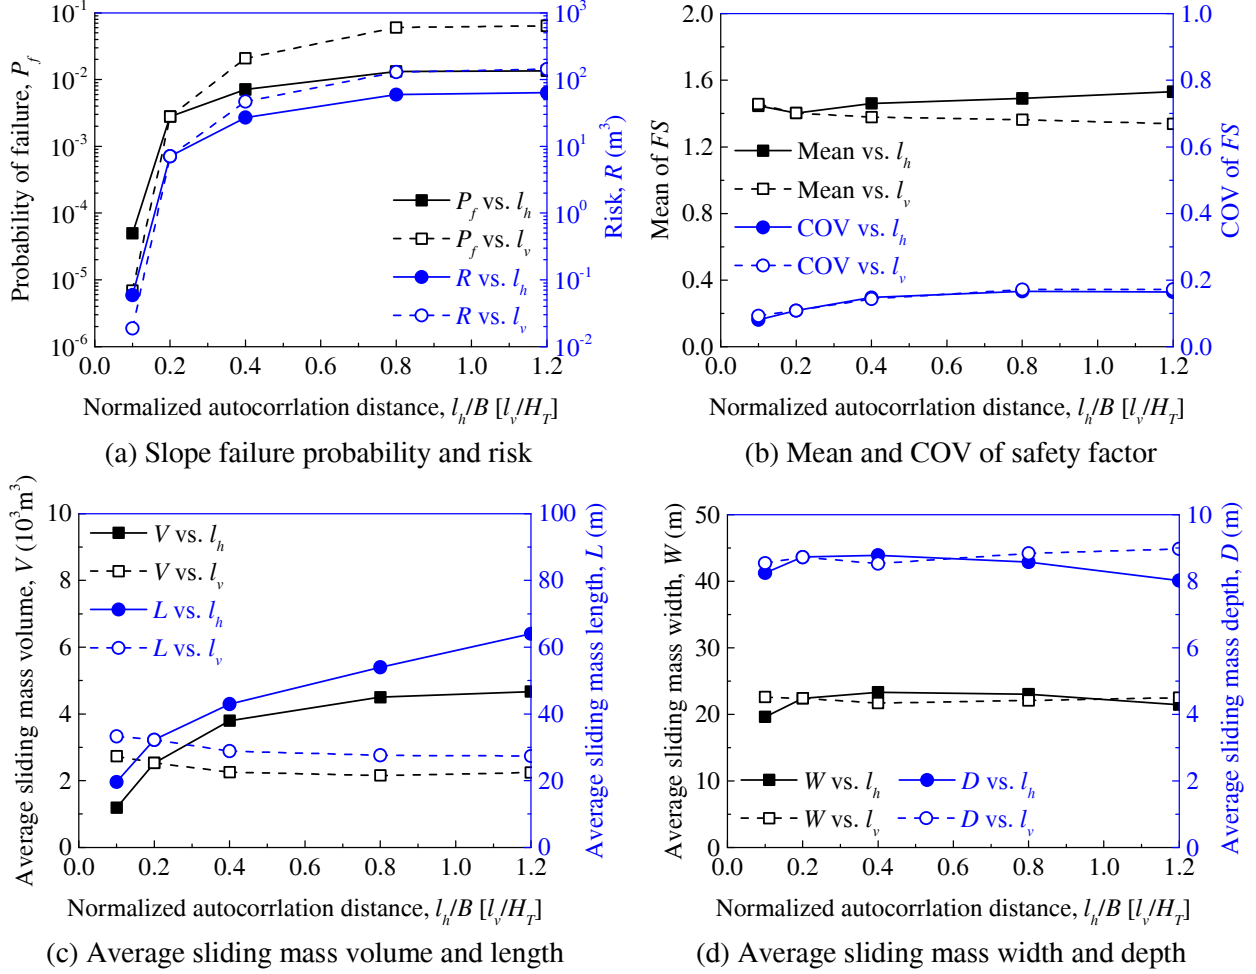 10⁻¹
10⁻²
10⁻³
10⁻⁴
10⁻⁵
10⁻⁶
Probability of failure, P_f
10³
10²
10¹
10⁰
10⁻¹
10⁻²
Risk, R (m³)
P_f vs. l_h
P_f vs. l_v
R vs. l_h
R vs. l_v
0.0 0.2 0.4 0.6 0.8 1.0 1.2
Normalized autocorrlation distance, l_h/B [l_v/H_T]
(a) Slope failure probability and risk
2.0
1.6
1.2
0.8
0.4
0.0
Mean of FS
1.0
0.8
0.6
0.4
0.2
0.0
COV of FS
Mean vs. l_h
Mean vs. l_v
COV vs. l_h
COV vs. l_v
0.0 0.2 0.4 0.6 0.8 1.0 1.2
Normalized autocorrlation distance, l_h/B [l_v/H_T]
(b) Mean and COV of safety factor
10
8
6
4
2
0
Average sliding mass volume, V (10³m³)
100
80
60
40
20
0
Average sliding mass length, L (m)
V vs. l_h
V vs. l_v
L vs. l_h
L vs. l_v
0.0 0.2 0.4 0.6 0.8 1.0 1.2
Normalized autocorrlation distance, l_h/B [l_v/H_T]
(c) Average sliding mass volume and length
50
40
30
20
10
0
Average sliding mass width, W (m)
10
8
6
4
2
0
Average sliding mass depth, D (m)
W vs. l_h
W vs. l_v
D vs. l_h
D vs. l_v
0.0 0.2 0.4 0.6 0.8 1.0 1.2
Normalized autocorrlation distance, l_h/B [l_v/H_T]
(d) Average sliding mass width and depth